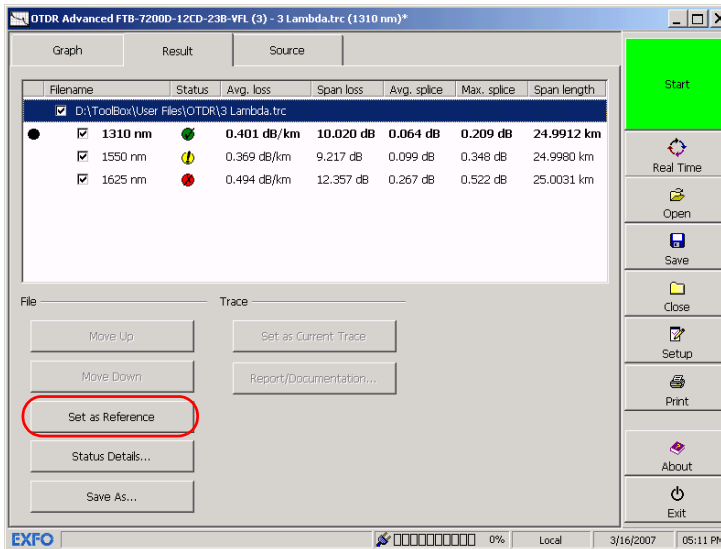 OTDR Advanced FTB-7200D-12CD-23B-VFL (3) - 3 Lambda.trc (1310 nm)*
Graph Result Source
Filename Status Avg. loss Span loss Avg. splice Max. splice Span length
D:\ToolBox\User Files\OTDR\3 Lambda.trc
1310 nm 0.401 dB/km 10.020 dB 0.064 dB 0.209 dB 24.9912 km
1550 nm 0.369 dB/km 9.217 dB 0.099 dB 0.348 dB 24.9980 km
1625 nm 0.494 dB/km 12.357 dB 0.267 dB 0.522 dB 25.0031 km
File
Move Up
Move Down
Set as Reference
Status Details...
Save As...
Trace
Set as Current Trace
Report/Documentation...
Start
Real Time
Open
Save
Close
Setup
Print
About
Exit
EXFO 0% Local 3/16/2007 05:11 PM